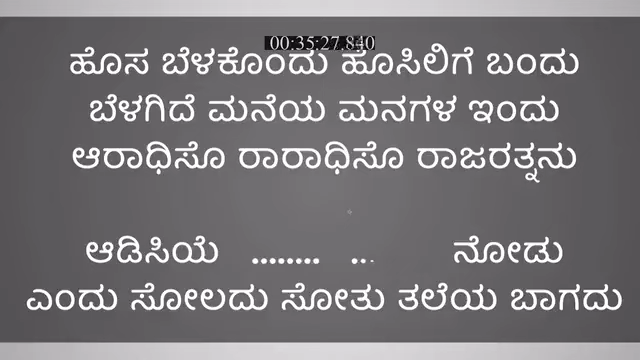 00:35:27.840
ಹೊಸ ಬೆಳಕೊಂದು ಹೊಸಿಲಿಗೆ ಬಂದು
ಬೆಳಗಿದೆ ಮನೆಯ ಮನಗಳ ಇಂದು
ಆರಾಧಿಸೊ ರಾರಾಧಿಸೊ ರಾಜರತ್ನನು
ಆಡಿಸಿಯೆ ........ ... ನೋಡು
ಎಂದು ಸೋಲದು ಸೋತು ತಲೆಯ ಬಾಗದು